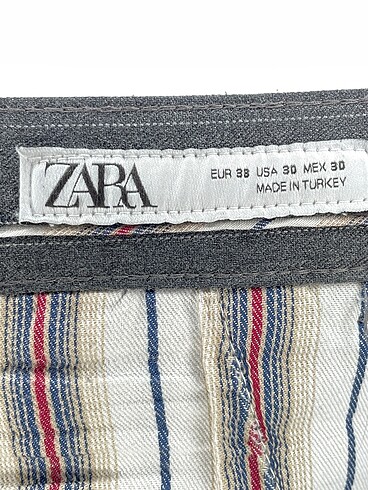 ZARA
EUR 38 USA 30 MEX 30
MADE IN TURKEY